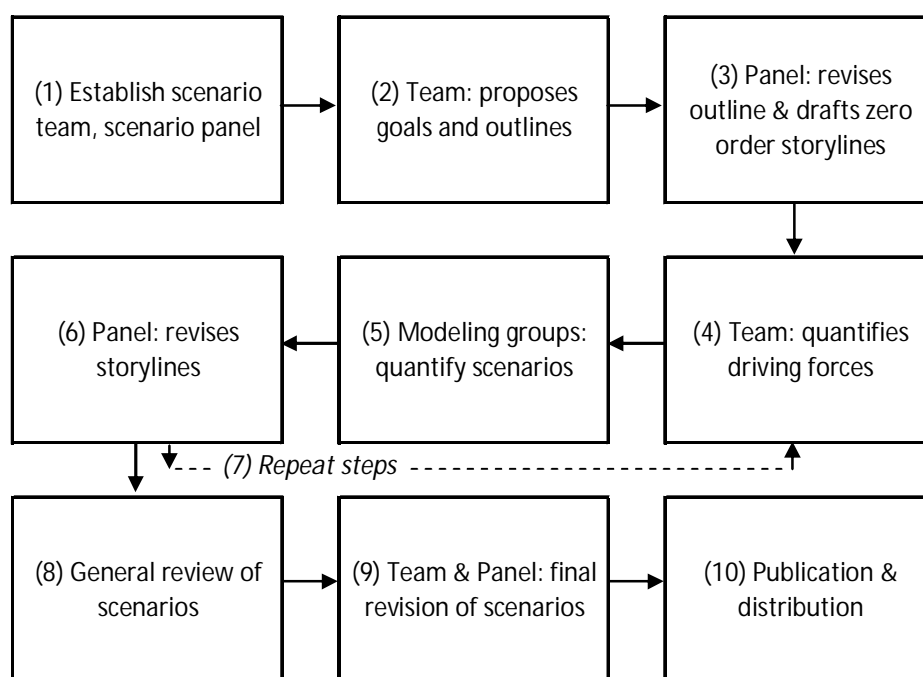 (1) Establish scenario
team, scenario panel
(2) Team: proposes
goals and outlines
(3) Panel: revises
outline & drafts zero
order storylines
(6) Panel: revises
storylines
(5) Modeling groups:
quantify scenarios
(4) Team: quantifies
driving forces
(7) Repeat steps
(8) General review of
scenarios
(9) Team & Panel: final
revision of scenarios
(10) Publication &
distribution